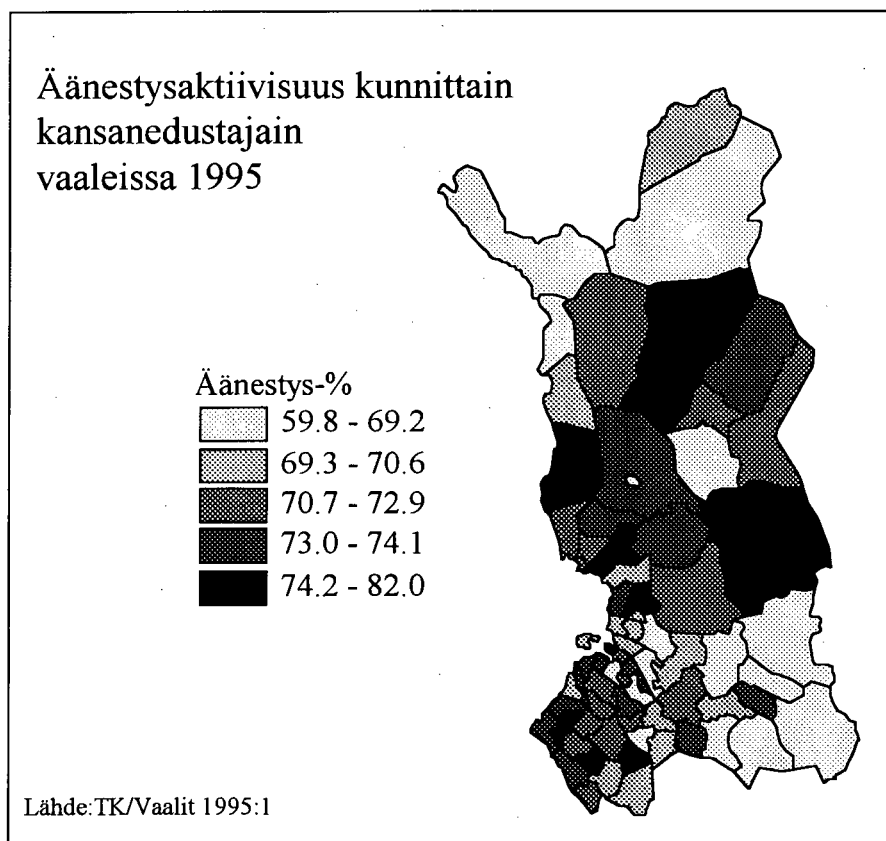 Äänestysaktiivisuus kunnittain
kansanedustajain
vaaleissa 1995
Äänestys-%
59.8 - 69.2
69.3 - 70.6
70.7 - 72.9
73.0 - 74.1
74.2 - 82.0
Lähde:TK/Vaalit 1995:1